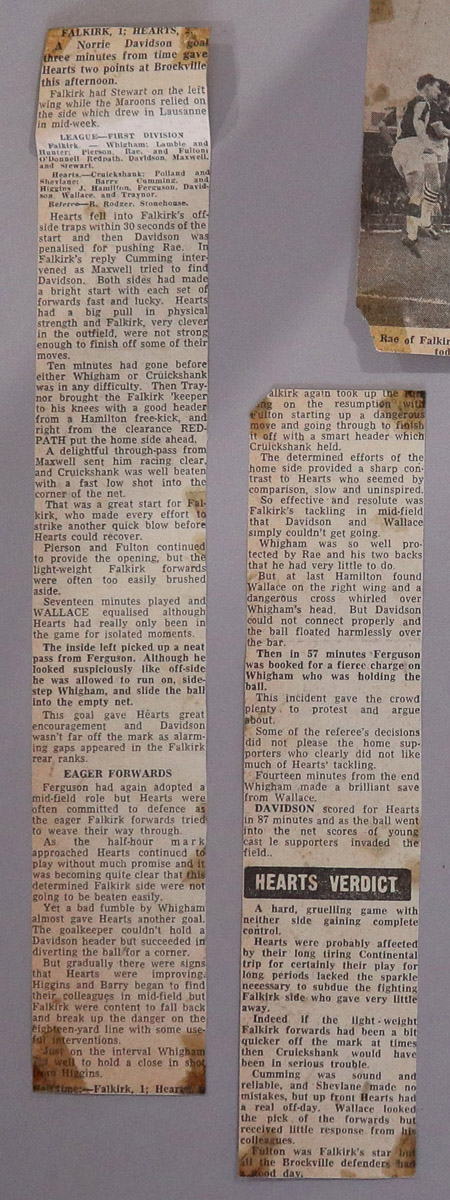 FALKIRK, 1; HEARTS, 2.
A Norrie Davidson goal
three minutes from time gave
Hearts two points at Brockville
this afternoon.
Falkirk had Stewart on the left
wing while the Maroons relied on
the side which drew in Lausanne
in mid-week.
LEAGUE—FIRST DIVISION
Falkirk. — Whigham; Lambie and
Hunter; Pierson, Rae, and Fulton;
O'Donnell Redpath, Davidson, Maxwell,
and Stewart.
Hearts.—Cruickshank; Polland and
Shevlane; Barry Cumming, and
Higgins J. Hamilton, Ferguson, David-
son, Wallace, and Traynor.
Referee—R. Rodzer, Stonehouse.
Hearts fell into Falkirk's off-
side traps within 30 seconds of the
start and then Davidson was
penalised for pushing Rae. In
Falkirk's reply Cumming inter-
vened as Maxwell tried to find
Davidson. Both sides had made
a bright start with each set of
forwards fast and lucky. Hearts
had a big pull in physical
strength and Falkirk, very clever
in the outfield, were not strong
enough to finish off some of their
moves.
Ten minutes had gone before
either Whigham or Cruickshank
was in any difficulty. Then Tray-
nor brought the Falkirk 'keeper
to his knees with a good header
from a Hamilton free-kick, and
right from the clearance RED-
PATH put the home side ahead.
A delightful through-pass from
Maxwell sent him racing clear,
and Cruickshank was well beaten
with a fast low shot into the
corner of the net.
That was a great start for Fal-
kirk, who made every effort to
strike another quick blow before
Hearts could recover.
Pierson and Fulton continued
to provide the opening, but the
light-weight Falkirk forwards
were often too easily brushed
aside.
Seventeen minutes played and
WALLACE equalised although
Hearts had really only been in
the game for isolated moments.
The inside left picked up a neat
pass from Ferguson. Although he
looked suspiciously like off-side
he was allowed to run on, side-
step Whigham, and slide the ball
into the empty net.
This goal gave Hearts great
encouragement and Davidson
wasn't far off the mark as alarm-
ing gaps appeared in the Falkirk
rear ranks.
EAGER FORWARDS
Ferguson had again adopted a
mid-field role but Hearts were
often committed to defence as
the eager Falkirk forwards tried
to weave their way through.
As the half-hour mark
approached Hearts continued to
play without much promise and it
was becoming quite clear that this
determined Falkirk side were not
going to be beaten easily.
Yet a bad fumble by Whigham
almost gave Hearts another goal.
The goalkeeper couldn't hold a
Davidson header but succeeded in
diverting the ball for a corner.
But gradually there were signs
that Hearts were improving.
Higgins and Barry began to find
their colleagues in mid-field but
Falkirk were content to fall back
and break up the danger on the
eighteen-yard line with some use-
ful interventions.
Just on the interval Whigham
well to hold a close in shot
from Higgins.
Half-time:—Falkirk, 1; Hearts,
Rae of Falkir
tod
Falkirk again took up the
on the resumption with
Fulton starting up a dangerous
move and going through to finish
it off with a smart header which
Cruickshank held.
The determined efforts of the
home side provided a sharp con-
trast to Hearts who seemed by
comparison, slow and uninspired.
So effective and resolute was
Falkirk's tackling in mid-field
that Davidson and Wallace
simply couldn't get going.
Whigham was so well pro-
tected by Rae and his two backs
that he had very little to do.
But at last Hamilton found
Wallace on the right wing and a
dangerous cross whirled over
Whigham's head. But Davidson
could not connect properly and
the ball floated harmlessly over
the bar.
Then in 57 minutes Ferguson
was booked for a fierce charge on
Whigham who was holding the
ball.
This incident gave the crowd
plenty to protest and argue
about.
Some of the referee's decisions
did not please the home sup-
porters who clearly did not like
much of Hearts' tackling.
Fourteen minutes from the end
Whigham made a brilliant save
from Wallace.
DAVIDSON scored for Hearts
in 87 minutes and as the ball went
into the net scores of young
cast le supporters invaded the
field..
HEARTS VERDICT
A hard, gruelling game with
neither side gaining complete
control.
Hearts were probably affected
by their long tiring Continental
trip for certainly their play for
long periods lacked the sparkle
necessary to subdue the fighting
Falkirk side who gave very little
away.
Indeed if the light-weight
Falkirk forwards had been a bit
quicker off the mark at times
then Cruickshank would have
been in serious trouble.
Cumming was sound and
reliable, and Shevlane made no
mistakes, but up front Hearts had
a real off-day. Wallace looked
the pick of the forwards but
received little response from his
colleagues.
Fulton was Falkirk's star but
all the Brockville defenders had
good day.